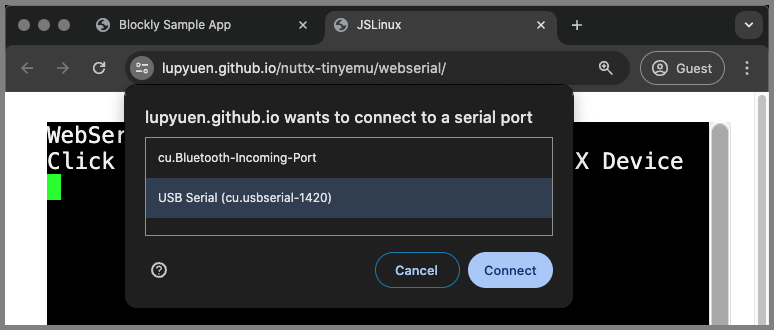 Blockly Sample App
JSLinux
lupyuen.github.io/nuttx-tinyemu/webserial/
Guest
lupyuen.github.io wants to connect to a serial port
cu.Bluetooth-Incoming-Port
USB Serial (cu.usbserial-1420)
Cancel
Connect
WebSer
Click
X Device